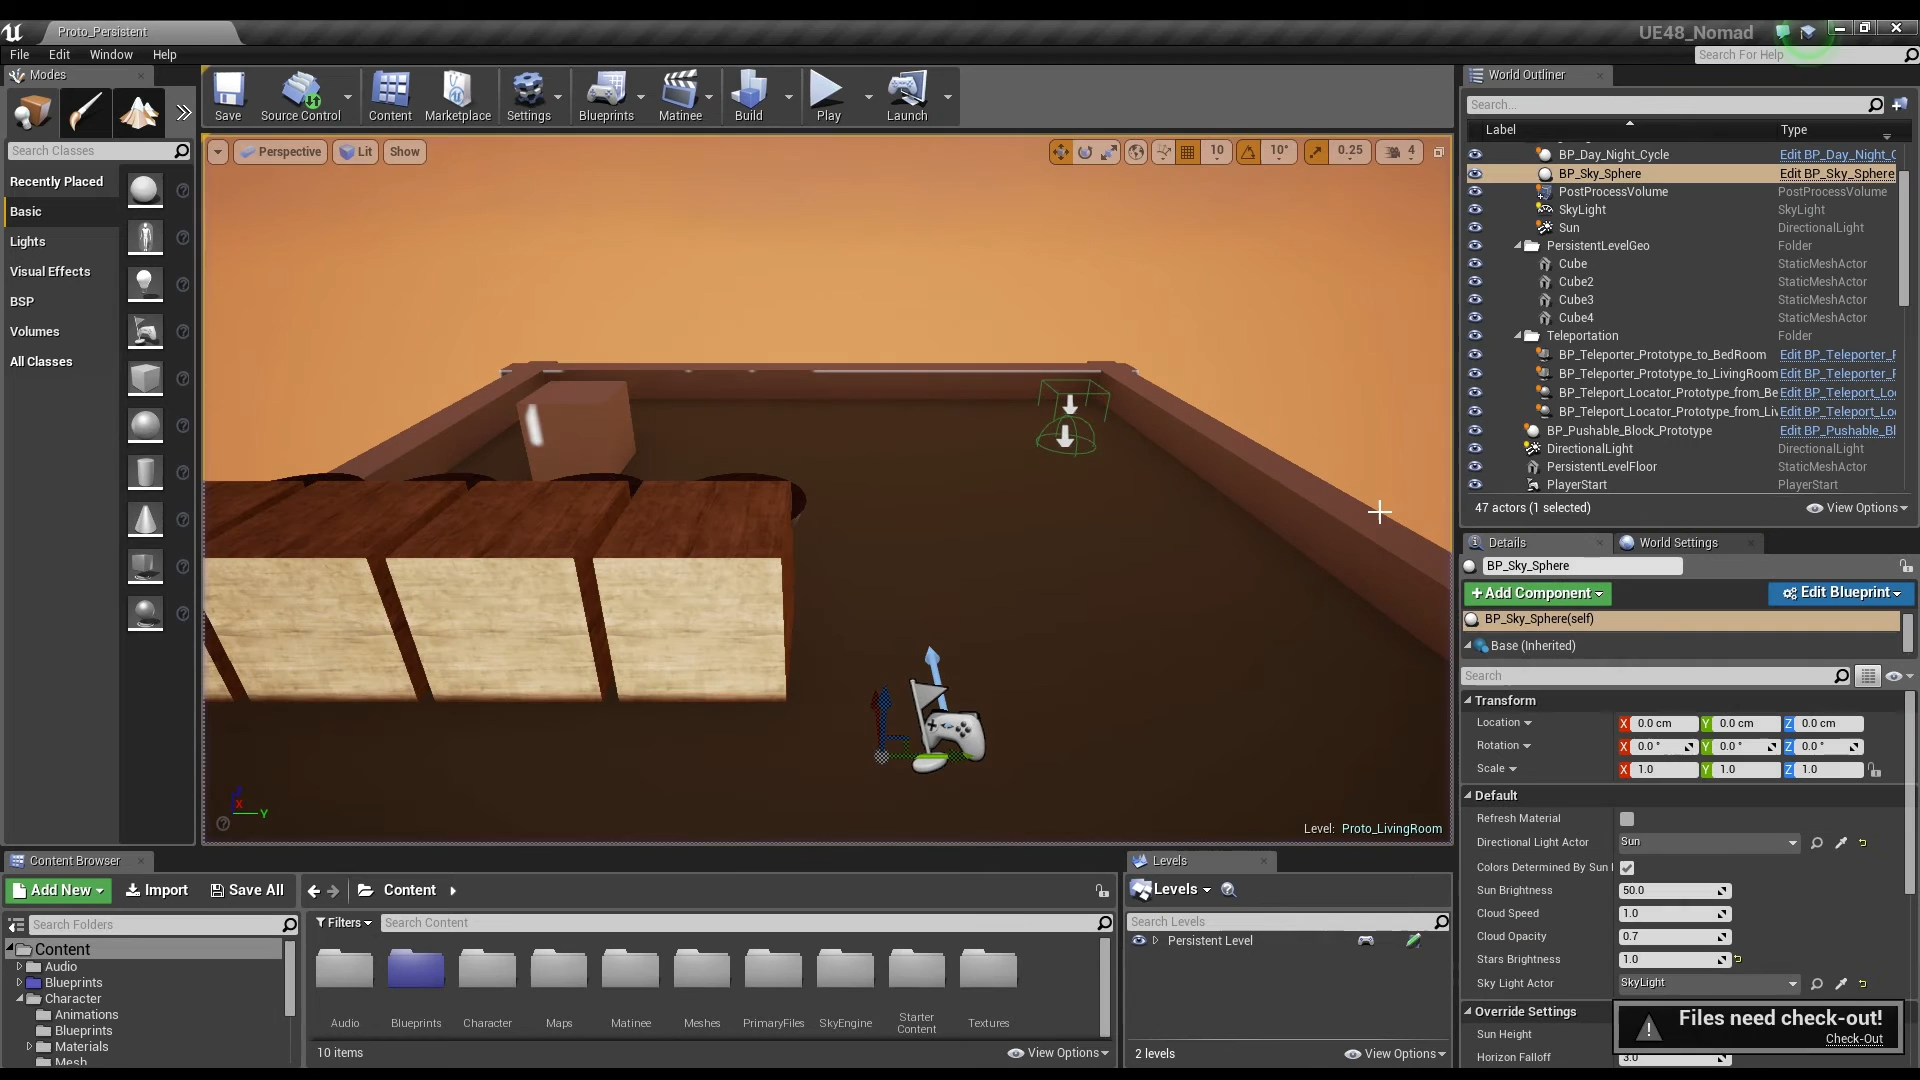 Proto_Persistent
UE48_Nomad
File Edit Window Help
Search For Help
Modes
Search Classes
Recently Placed
Basic
Lights
Visual Effects
BSP
Volumes
All Classes
Save Source Control Content Marketplace Settings Blueprints Matinee Build Play Launch
Perspective Lit Show
10 10° 0.25 4
Level: Proto_LivingRoom
World Outliner
Search...
Label Type
BP_Day_Night_Cycle Edit BP_Day_Night_C
BP_Sky_Sphere Edit BP_Sky_Sphere
PostProcessVolume PostProcessVolume
SkyLight SkyLight
Sun DirectionalLight
PersistentLevelGeo Folder
Cube StaticMeshActor
Cube2 StaticMeshActor
Cube3 StaticMeshActor
Cube4 StaticMeshActor
Teleportation Folder
BP_Teleporter_Prototype_to_BedRoom Edit BP_Teleporter_P
BP_Teleporter_Prototype_to_LivingRoom Edit BP_Teleporter_P
BP_Teleport_Locator_Prototype_from_Be Edit BP_Teleport_Lo
BP_Teleport_Locator_Prototype_from_Liv Edit BP_Teleport_Lo
BP_Pushable_Block_Prototype Edit BP_Pushable_Bl
DirectionalLight DirectionalLight
PersistentLevelFloor StaticMeshActor
PlayerStart PlayerStart
47 actors (1 selected) View Options
Details World Settings
BP_Sky_Sphere
+Add Component Edit Blueprint
BP_Sky_Sphere(self)
Base (Inherited)
Search
Transform
Location X 0.0 cm Y 0.0 cm Z 0.0 cm
Rotation X 0.0 ° Y 0.0 ° Z 0.0 °
Scale X 1.0 Y 1.0 Z 1.0
Default
Refresh Material
Directional Light Actor Sun
Colors Determined By Sun
Sun Brightness 50.0
Cloud Speed 1.0
Cloud Opacity 0.7
Stars Brightness 1.0
Sky Light Actor SkyLight
Override Settings
Sun Height
Horizon Falloff 3.0
Files need check-out!
Check-Out
Content Browser
Add New Import Save All Content
Search Folders
Content
Audio
Blueprints
Character
Animations
Blueprints
Materials
Mesh
Filters Search Content
Audio Blueprints Character Maps Matinee Meshes PrimaryFiles SkyEngine Starter Content Textures
10 items View Options
Levels
Levels
Search Levels
Persistent Level
2 levels View Options
X Y